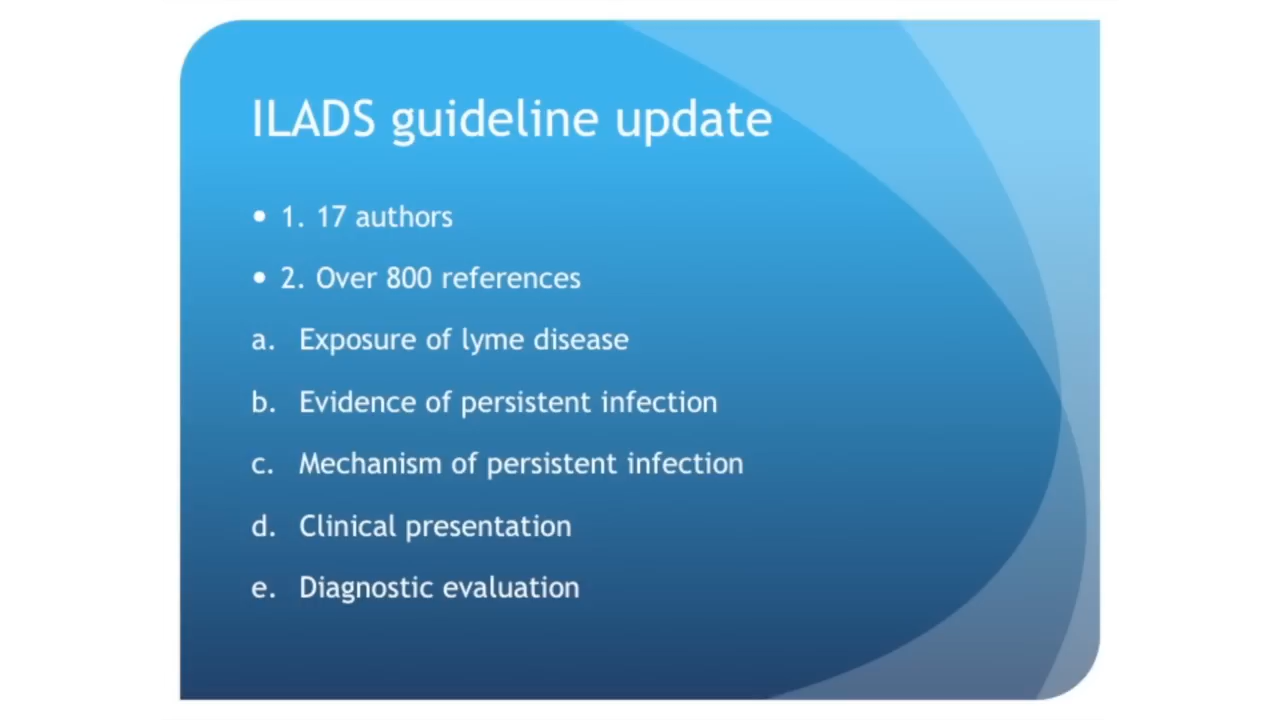 ILADS guideline update
• 1. 17 authors
• 2. Over 800 references
a. Exposure of lyme disease
b. Evidence of persistent infection
c. Mechanism of persistent infection
d. Clinical presentation
e. Diagnostic evaluation